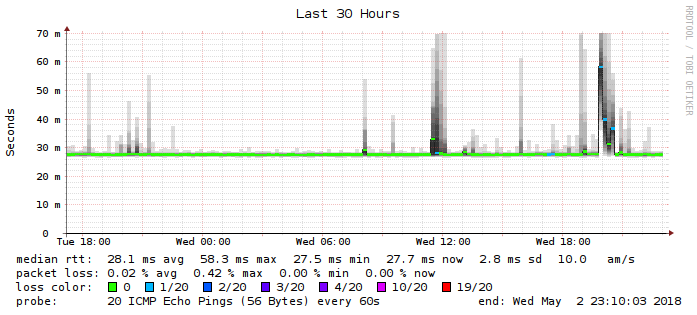 Last 30 Hours
RRDTOOL / TOBI OETIKER
Seconds
70 m
60 m
50 m
40 m
30 m
20 m
10 m
0
Tue 18:00 Wed 00:00 Wed 06:00 Wed 12:00 Wed 18:00
median rtt: 28.1 ms avg 58.3 ms max 27.5 ms min 27.7 ms now 2.8 ms sd 10.0 am/s
packet loss: 0.02 % avg 0.42 % max 0.00 % min 0.00 % now
loss color: 0 1/20 2/20 3/20 4/20 10/20 19/20
probe: 20 ICMP Echo Pings (56 Bytes) every 60s end: Wed May 2 23:10:03 2018